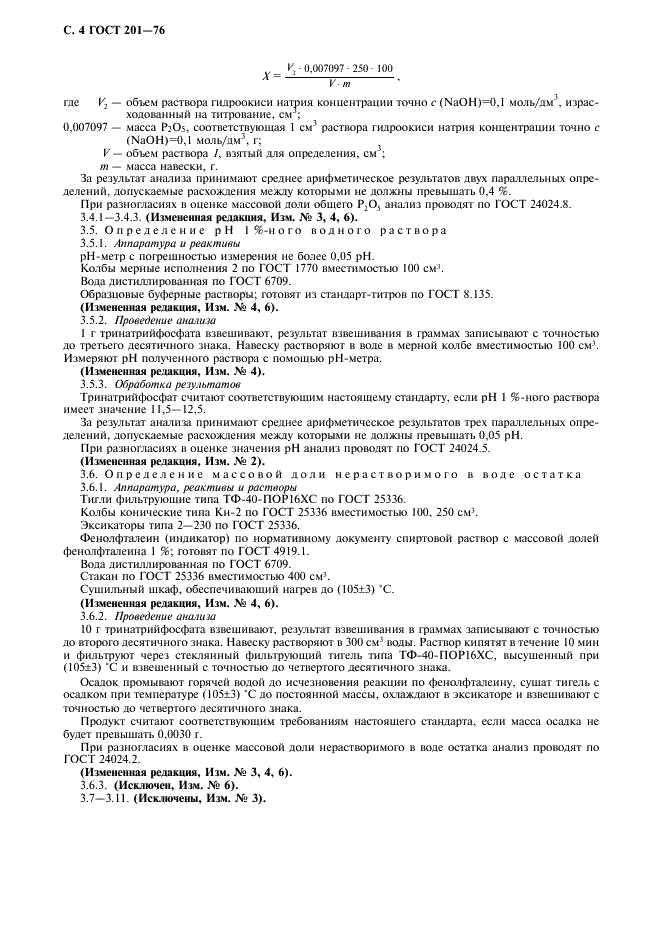 С. 4 ГОСТ 201—76
X = V₂ · 0,007097 · 250 · 100 / V · m ,
где V₂ — объем раствора гидроокиси натрия концентрации точно с (NaOH)=0,1 моль/дм³, израс-
ходованный на титрование, см³;
0,007097 — масса P₂O₅, соответствующая 1 см³ раствора гидроокиси натрия концентрации точно с
(NaOH)=0,1 моль/дм³, г;
V — объем раствора 1, взятый для определения, см³;
m — масса навески, г.
За результат анализа принимают среднее арифметическое результатов двух параллельных опре-
делений, допускаемые расхождения между которыми не должны превышать 0,4 %.
При разногласиях в оценке массовой доли общего P₂O₅ анализ проводят по ГОСТ 24024.8.
3.4.1—3.4.3. (Измененная редакция, Изм. № 3, 4, 6).
3.5. Определение pH 1 %-ного водного раствора
3.5.1. Аппаратура и реактивы
pH-метр с погрешностью измерения не более 0,05 pH.
Колбы мерные исполнения 2 по ГОСТ 1770 вместимостью 100 см³.
Вода дистиллированная по ГОСТ 6709.
Образцовые буферные растворы; готовят из стандарт-титров по ГОСТ 8.135.
(Измененная редакция, Изм. № 4, 6).
3.5.2. Проведение анализа
1 г тринатрийфосфата взвешивают, результат взвешивания в граммах записывают с точностью
до третьего десятичного знака. Навеску растворяют в воде в мерной колбе вместимостью 100 см³.
Измеряют pH полученного раствора с помощью pH-метра.
(Измененная редакция, Изм. № 4).
3.5.3. Обработка результатов
Тринатрийфосфат считают соответствующим настоящему стандарту, если pH 1 %-ного раствора
имеет значение 11,5—12,5.
За результат анализа принимают среднее арифметическое результатов трех параллельных опре-
делений, допускаемые расхождения между которыми не должны превышать 0,05 pH.
При разногласиях в оценке значения pH анализ проводят по ГОСТ 24024.5.
(Измененная редакция, Изм. № 2).
3.6. Определение массовой доли нерастворимого в воде остатка
3.6.1. Аппаратура, реактивы и растворы
Тигли фильтрующие типа ТФ-40-ПОР16ХС по ГОСТ 25336.
Колбы конические типа Кн-2 по ГОСТ 25336 вместимостью 100, 250 см³.
Эксикаторы типа 2—230 по ГОСТ 25336.
Фенолфталеин (индикатор) по нормативному документу спиртовой раствор с массовой долей
фенолфталеина 1 %; готовят по ГОСТ 4919.1.
Вода дистиллированная по ГОСТ 6709.
Стакан по ГОСТ 25336 вместимостью 400 см³.
Сушильный шкаф, обеспечивающий нагрев до (105±3) °С.
(Измененная редакция, Изм. № 4, 6).
3.6.2. Проведение анализа
10 г тринатрийфосфата взвешивают, результат взвешивания в граммах записывают с точностью
до второго десятичного знака. Навеску растворяют в 300 см³ воды. Раствор кипятят в течение 10 мин
и фильтруют через стеклянный фильтрующий тигель типа ТФ-40-ПОР16ХС, высушенный при
(105±3) °С и взвешенный с точностью до четвертого десятичного знака.
Осадок промывают горячей водой до исчезновения реакции по фенолфталеину, сушат тигель с
осадком при температуре (105±3) °С до постоянной массы, охлаждают в эксикаторе и взвешивают с
точностью до четвертого десятичного знака.
Продукт считают соответствующим требованиям настоящего стандарта, если масса осадка не
будет превышать 0,0030 г.
При разногласиях в оценке массовой доли нерастворимого в воде остатка анализ проводят по
ГОСТ 24024.2.
(Измененная редакция, Изм. № 3, 4, 6).
3.6.3. (Исключен, Изм. № 6).
3.7—3.11. (Исключены, Изм. № 3).